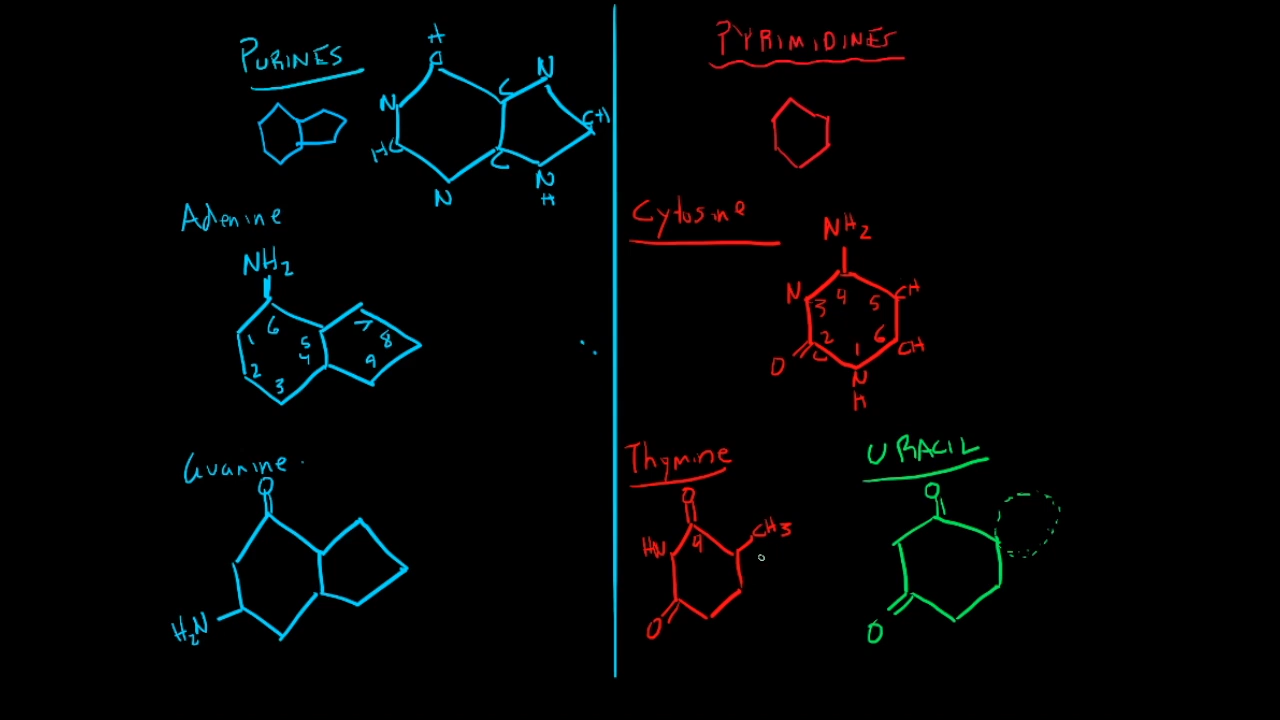 PURINES
H
C
N
C
N
CH
HC
C
N
N
H
Adenine
NH2
6
1
5
7
8
2
4
9
3
Guanine
O
H2N
PYRIMIDINES
Cytosine
NH2
N
3
4
5
CH
2
6
CH
O
C
1
N
H
Thymine
O
CH3
HN
4
O
URACIL
O
O